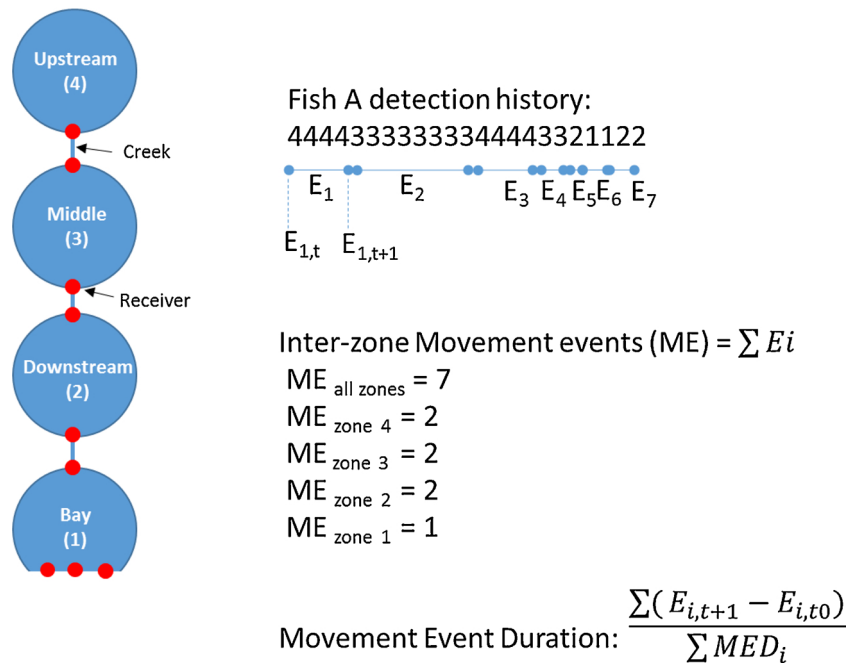 Upstream
(4)
Creek
Middle
(3)
Receiver
Downstream
(2)
Bay
(1)
Fish A detection history:
444433333333344443321122
E1 E2 E3 E4 E5 E6 E7
E1,t E1,t+1
Inter-zone Movement events (ME) = ∑ Ei
ME all zones = 7
ME zone 4 = 2
ME zone 3 = 2
ME zone 2 = 2
ME zone 1 = 1
Movement Event Duration: ∑( Ei,t+1 − Ei,t0)
∑ MEDi